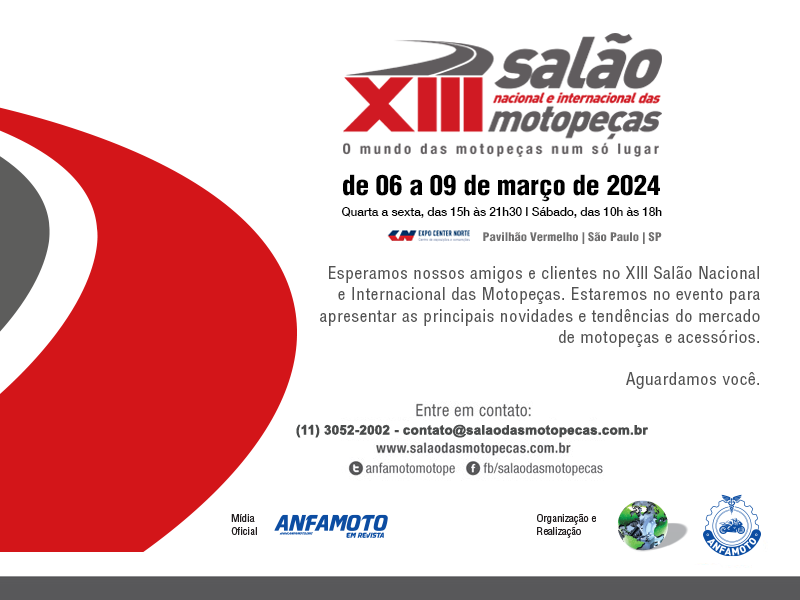 XIII salão
nacional e internacional das
motopeças
O mundo das motopeças num só lugar
de 06 a 09 de março de 2024
Quarta a sexta, das 15h às 21h30 | Sábado, das 10h às 18h
EXPO CENTER NORTE
Pavilhão Vermelho | São Paulo | SP
Esperamos nossos amigos e clientes no XIII Salão Nacional
e Internacional das Motopeças. Estaremos no evento para
apresentar as principais novidades e tendências do mercado
de motopeças e acessórios.
Aguardamos você.
Entre em contato:
(11) 3052-2002 - contato@salaodasmotopecas.com.br
www.salaodasmotopecas.com.br
anfamotomotope fb/salaodasmotopecas
Mídia
Oficial
ANFAMOTO
EM REVISTA
Organização e
Realização
ANFAMOTO